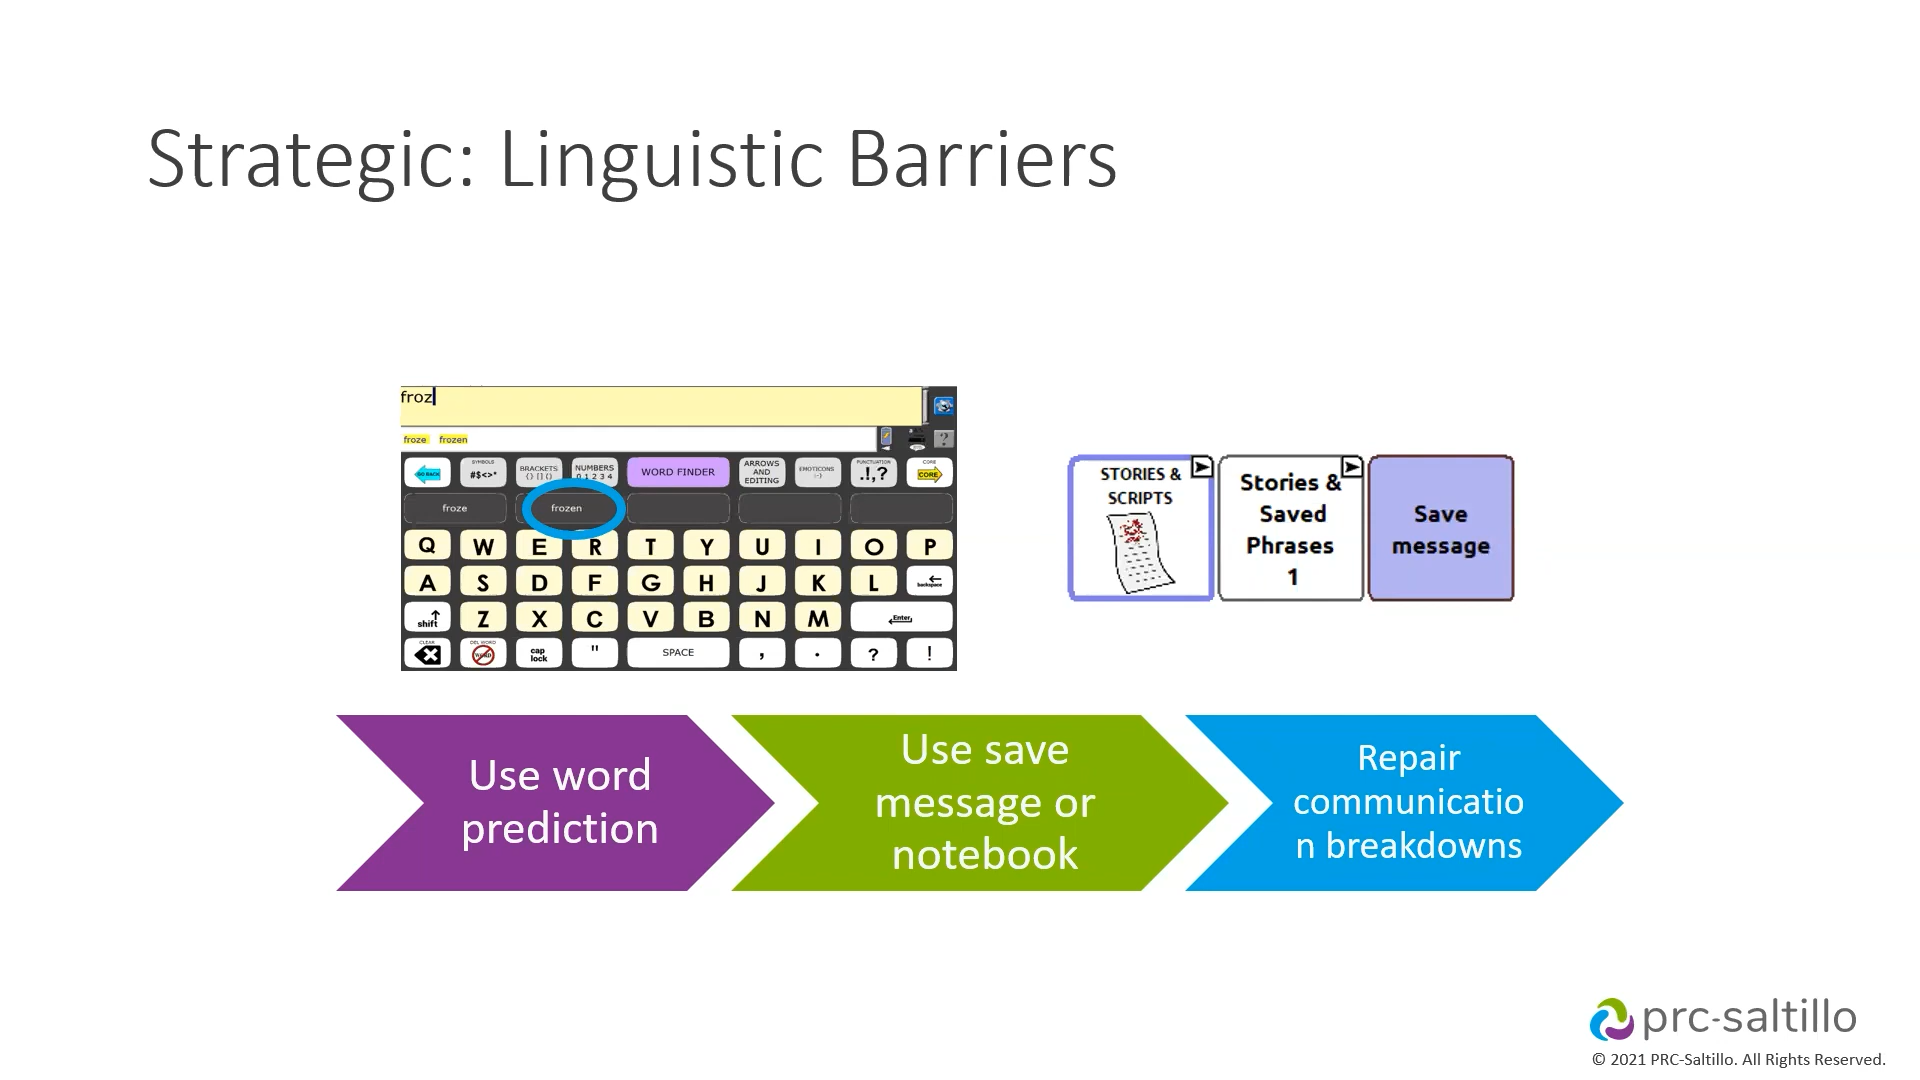 Strategic: Linguistic Barriers
froz
froze frozen
?
GO BACK
SYMBOLS
#$<>*
BRACKETS
() [] {}
NUMBERS
0 1 2 3 4
WORD FINDER
ARROWS
AND
EDITING
EMOTICONS
:-)
PUNCTUATION
.!,?
CORE
CORE
froze
frozen
Q W E R T Y U I O P
A S D F G H J K L
backspace
shift
Z X C V B N M
Enter
CLEAR
DEL WORD
WORD
cap
lock
"
SPACE
, . ? !
STORIES &
SCRIPTS
Stories &
Saved
Phrases
1
Save
message
Use word
prediction
Use save
message or
notebook
Repair
communicatio
n breakdowns
prc-saltillo
© 2021 PRC-Saltillo. All Rights Reserved.